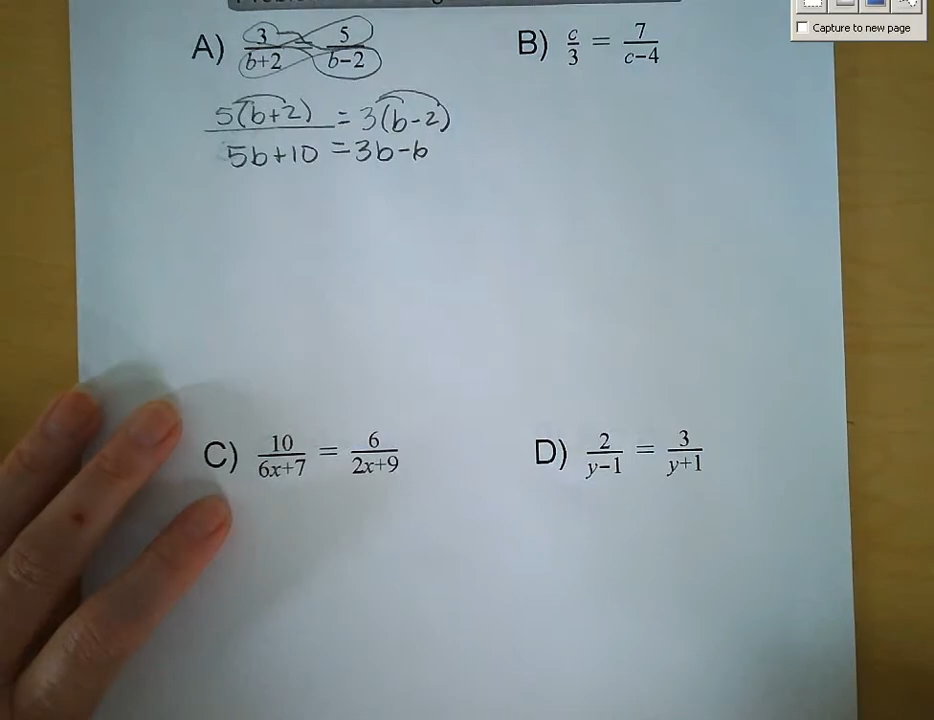 A) 3/b+2 = 5/b−2
5(b+2) = 3(b-2)
5b+10 = 3b-6
B) c/3 = 7/c−4
C) 10/6x+7 = 6/2x+9
D) 2/y−1 = 3/y+1
Capture to new page